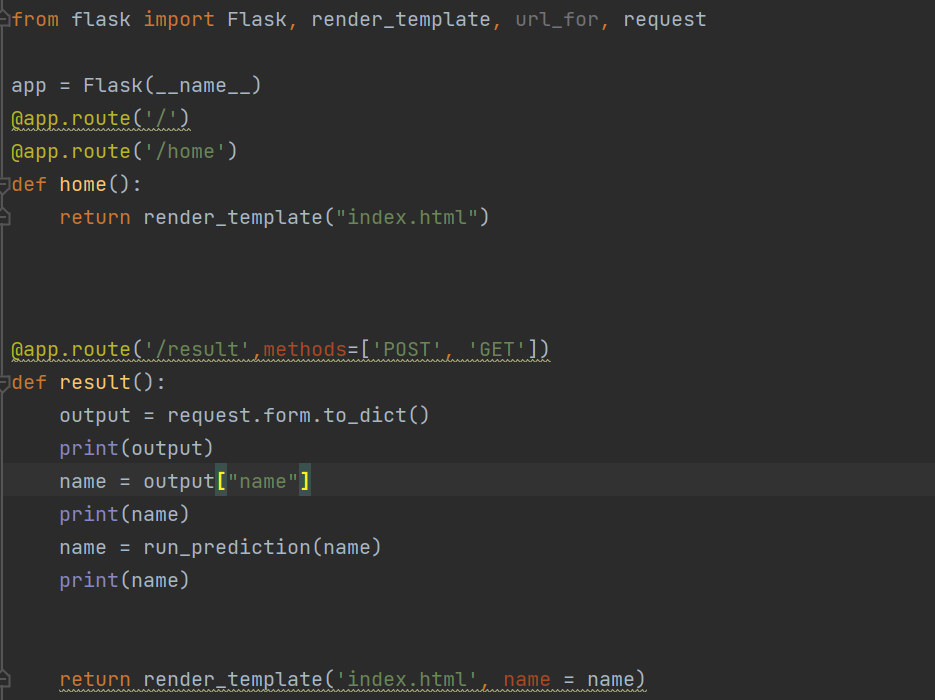 from flask import Flask, render_template, url_for, request
app = Flask(__name__)
@app.route('/')
@app.route('/home')
def home():
    return render_template("index.html")
@app.route('/result',methods=['POST', 'GET'])
def result():
    output = request.form.to_dict()
    print(output)
    name = output["name"]
    print(name)
    name = run_prediction(name)
    print(name)
    return render_template('index.html', name = name)